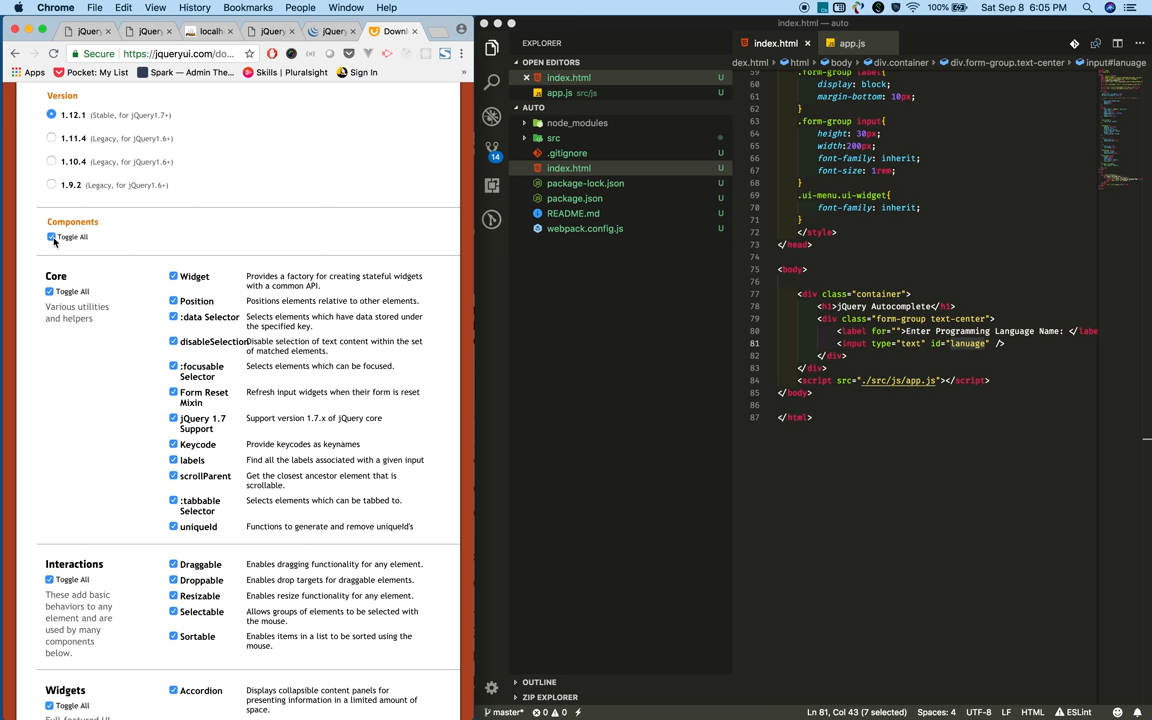 Chrome File Edit View History Bookmarks People Window Help
100% Sat Sep 8 6:05 PM
jQuery
jQuery
localh
jQuery
jQuery
Downl
Secure https://jqueryui.com/do...
Apps Pocket: My List Spark — Admin The... Skills | Pluralsight Sign In »
Version
1.12.1 (Stable, for jQuery1.7+)
1.11.4 (Legacy, for jQuery1.6+)
1.10.4 (Legacy, for jQuery1.6+)
1.9.2 (Legacy, for jQuery1.6+)
Components
Toggle All
Core
Toggle All
Various utilities
and helpers
Widget Provides a factory for creating stateful widgets
with a common API.
Position Positions elements relative to other elements.
:data Selector Selects elements which have data stored under
the specified key.
disableSelection Disable selection of text content within the set
of matched elements.
:focusable Selects elements which can be focused.
Selector
Form Reset Refresh input widgets when their form is reset
Mixin
jQuery 1.7 Support version 1.7.x of jQuery core
Support
Keycode Provide keycodes as keynames
labels Find all the labels associated with a given input
scrollParent Get the closest ancestor element that is
scrollable.
:tabbable Selects elements which can be tabbed to.
Selector
uniqueId Functions to generate and remove uniqueId's
Interactions
Toggle All
These add basic
behaviors to any
element and are
used by many
components
below.
Draggable Enables dragging functionality for any element.
Droppable Enables drop targets for draggable elements.
Resizable Enables resize functionality for any element.
Selectable Allows groups of elements to be selected with
the mouse.
Sortable Enables items in a list to be sorted using the
mouse.
Widgets
Toggle All
Accordion Displays collapsible content panels for
presenting information in a limited amount of
space.
index.html — auto
EXPLORER
OPEN EDITORS
index.html U
app.js src/js U
AUTO
node_modules
src
.gitignore U
index.html U
package-lock.json U
package.json U
README.md U
webpack.config.js U
14
OUTLINE
ZIP EXPLORER
index.html
app.js
dex.html html body div.container div.form-group.text-center input#lanuage
59 .form-group label{
60 display: block;
61 margin-bottom: 10px;
62 }
63 .form-group input{
64 height: 30px;
65 width:200px;
66 font-family: inherit;
67 font-size: 1rem;
68 }
69 .ui-menu.ui-widget{
70 font-family: inherit;
71 }
72 </style>
73 </head>
74
75 <body>
76
77 <div class="container">
78 <h1>jQuery Autocomplete</h1>
79 <div class="form-group text-center">
80 <label for="">Enter Programming Language Name: </labe
81 <input type="text" id="lanuage" />
82 </div>
83 </div>
84 <script src="./src/js/app.js"></script>
85 </body>
86
87 </html>
master* 0 0 Ln 81, Col 43 (7 selected) Spaces: 4 UTF-8 LF HTML ESLint